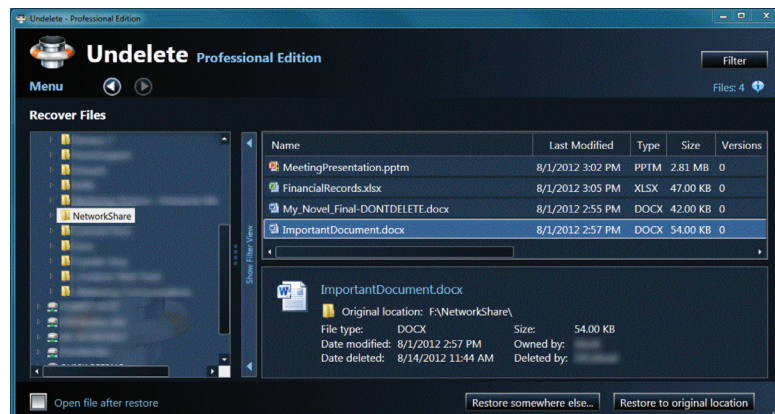 Undelete - Professional Edition
Undelete Professional Edition
Filter
Menu
Files: 4
Recover Files
Name Last Modified Type Size Versions
MeetingPresentation.pptm 8/1/2012 3:02 PM PPTM 2.81 MB 0
FinancialRecords.xlsx 8/1/2012 3:05 PM XLSX 47.00 KB 0
My_Novel_Final-DONTDELETE.docx 8/1/2012 2:55 PM DOCX 42.00 KB 0
ImportantDocument.docx 8/1/2012 2:57 PM DOCX 54.00 KB 0
NetworkShare
Show Filter View
ImportantDocument.docx
Original location: F:\NetworkShare\
File type: DOCX Size: 54.00 KB
Date modified: 8/1/2012 2:57 PM Owned by:
Date deleted: 8/14/2012 11:44 AM Deleted by:
Open file after restore
Restore somewhere else...
Restore to original location